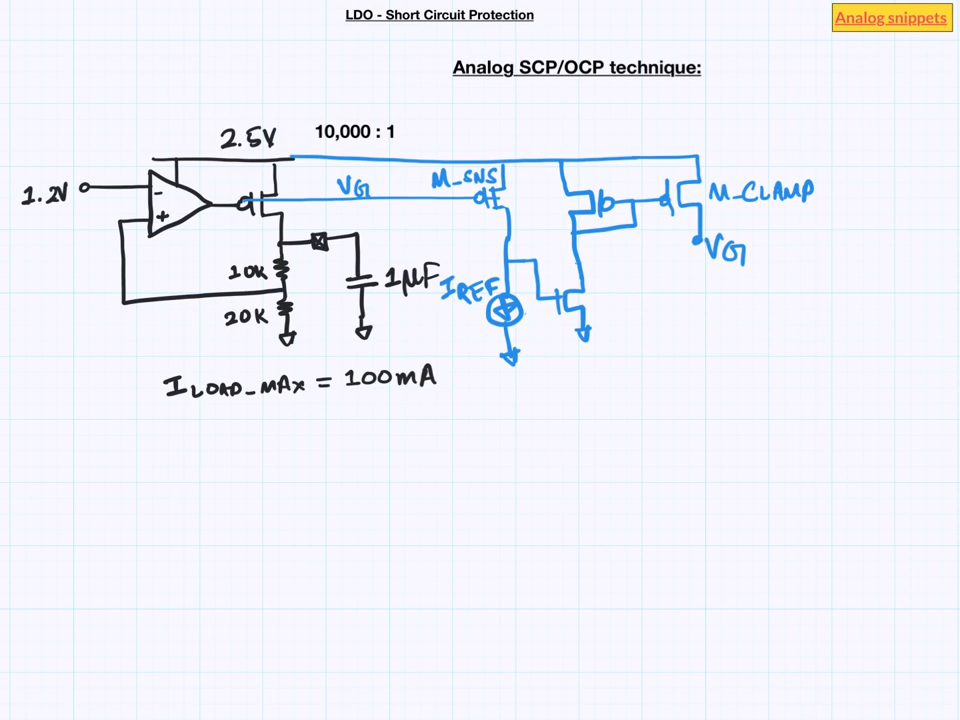 LDO - Short Circuit Protection
Analog snippets
Analog SCP/OCP technique:
2.5V
10,000 : 1
1.2V
-
+
VG
M_SNS
M-CLAMP
VG
10K
1µF
IREF
20K
ILOAD_MAX = 100mA